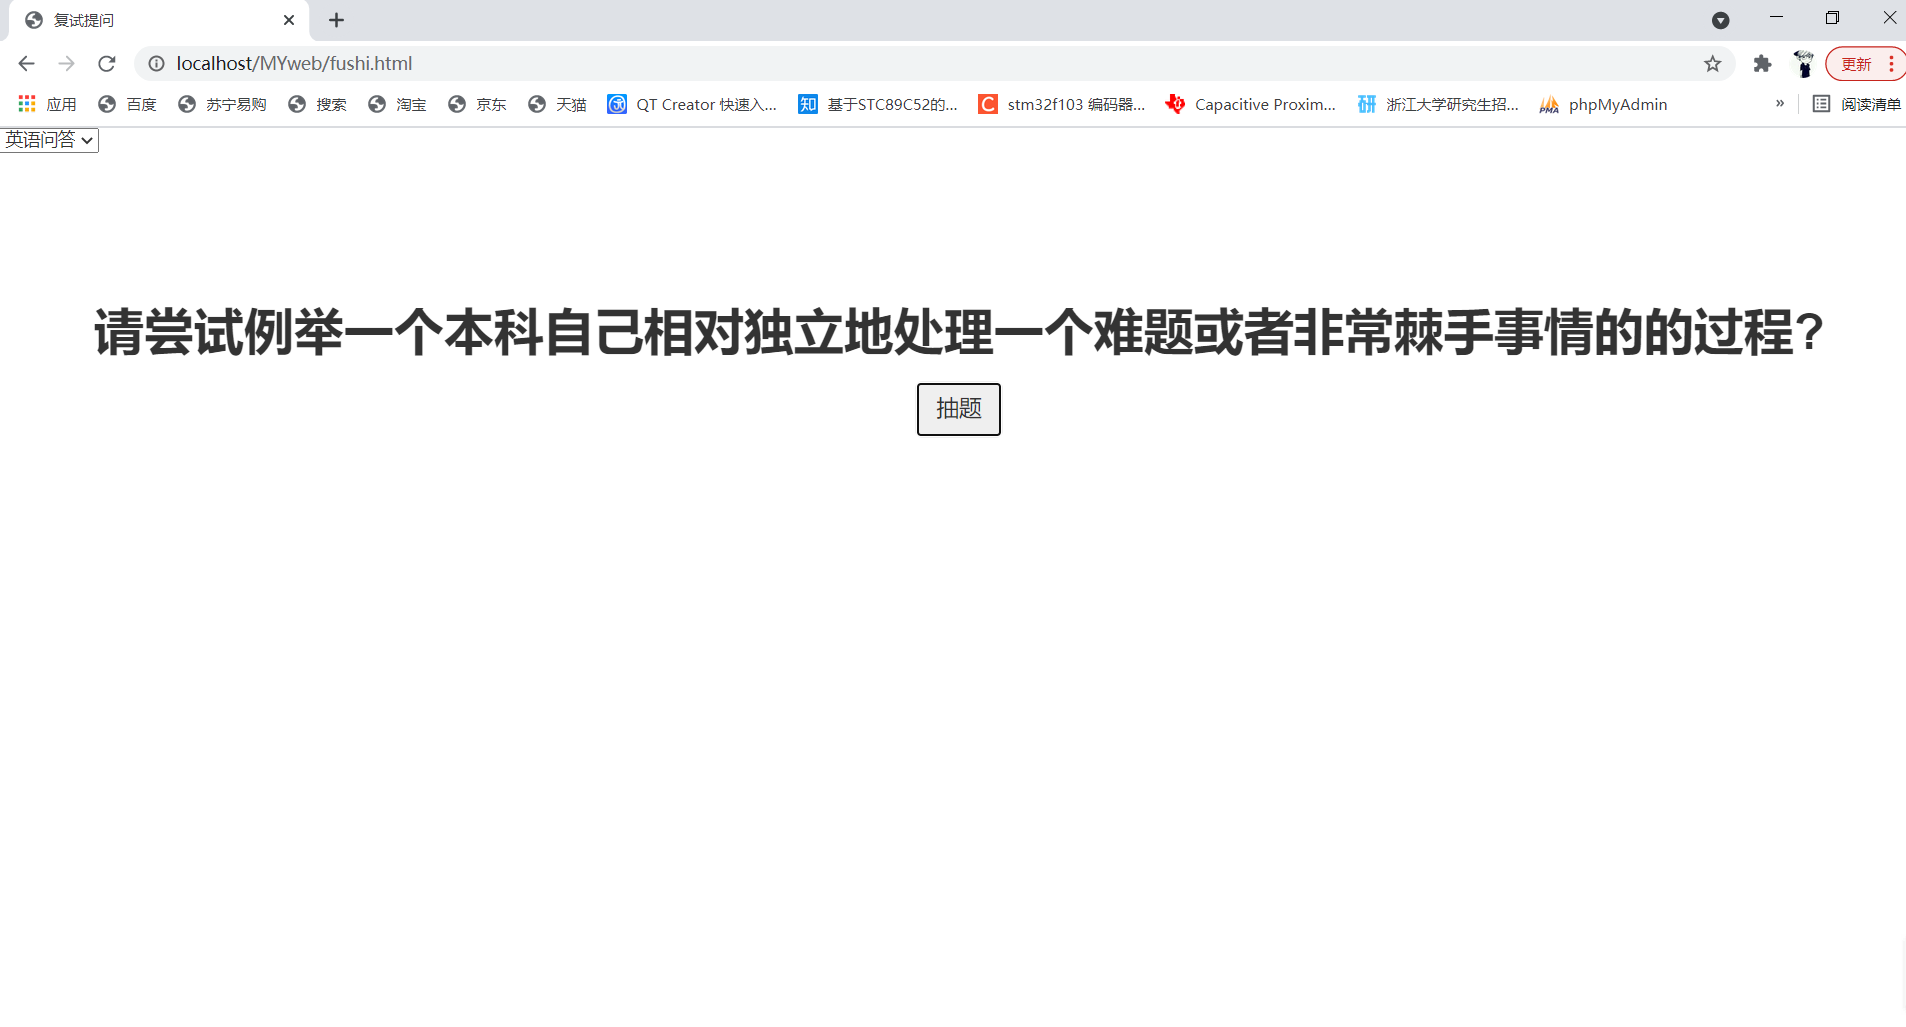 复试提问
localhost/MYweb/fushi.html
更新
应用 百度 苏宁易购 搜索 淘宝 京东 天猫 QT Creator 快速入... 知 基于STC89C52的... C stm32f103 编码器... Capacitive Proxim... 研 浙江大学研究生招... PMA phpMyAdmin » 阅读清单
英语问答
请尝试例举一个本科自己相对独立地处理一个难题或者非常棘手事情的的过程?
抽题